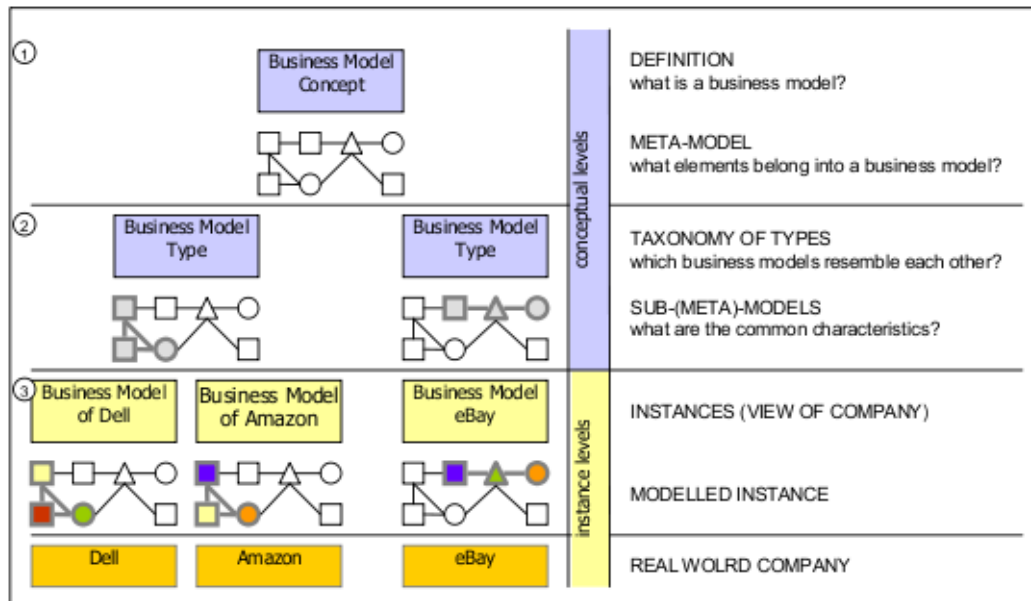 1
Business Model
Concept
DEFINITION
what is a business model?
META-MODEL
what elements belong into a business model?
conceptual levels
2
Business Model
Type
Business Model
Type
TAXONOMY OF TYPES
which business models resemble each other?
SUB-(META)-MODELS
what are the common characteristics?
3
Business Model
of Dell
Business Model
of Amazon
Business Model
eBay
instance levels
INSTANCES (VIEW OF COMPANY)
MODELLED INSTANCE
Dell
Amazon
eBay
REAL WOLRD COMPANY